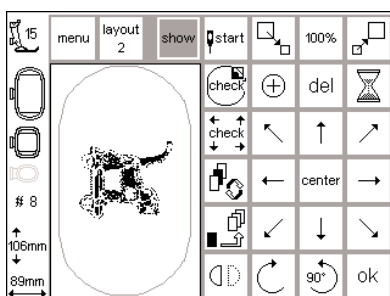 15
menu
layout
2
show
start
100%
check
del
check
center
# 8
106mm
89mm
90°
ok